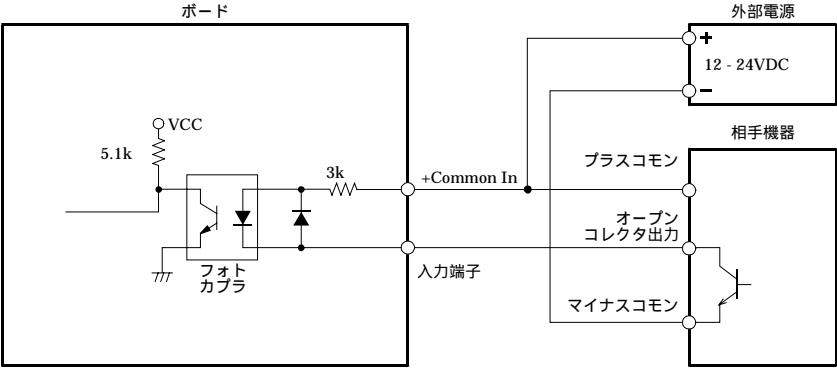 ボード
外部電源
+
12 - 24VDC
−
VCC
5.1k
3k
+Common In
フォト
カプラ
入力端子
相手機器
プラスコモン
オープン
コレクタ出力
マイナスコモン